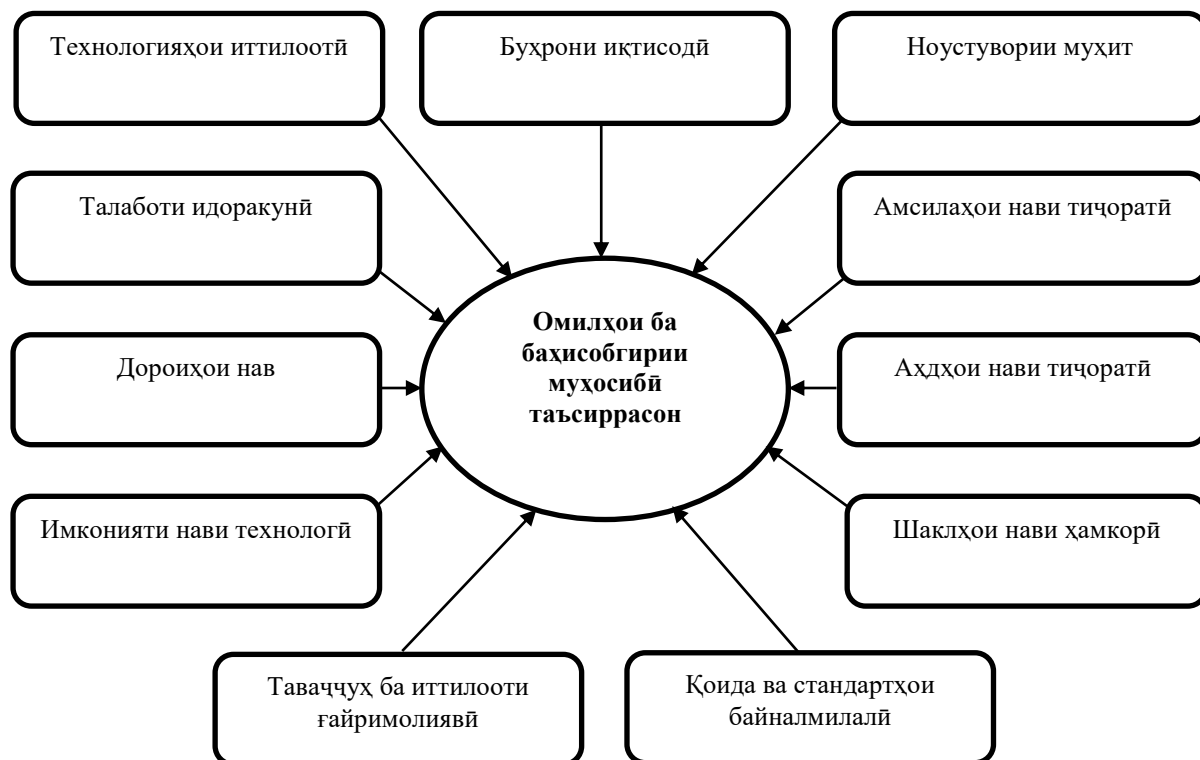 Технологияҳои иттилоотӣ
Буҳрони иқтисодӣ
Ноустувории муҳит
Талаботи идоракунӣ
Амсилаҳои нави тиҷоратӣ
Омилҳои ба
баҳисобгирии
муҳосибӣ
таъсиррасон
Дороиҳои нав
Аҳдҳои нави тиҷоратӣ
Имконияти нави технологӣ
Шаклҳои нави ҳамкорӣ
Таваҷҷуҳ ба иттилооти
ғайримолиявӣ
Қоида ва стандартҳои
байналмилалӣ